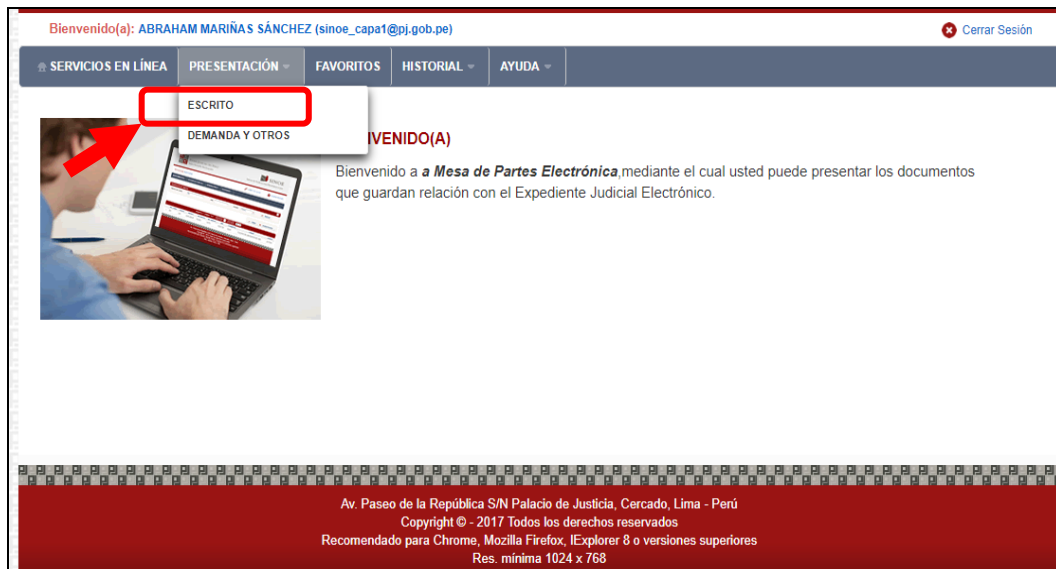 Bienvenido(a): ABRAHAM MARIÑAS SÁNCHEZ (sinoe_capa1@pj.gob.pe)
Cerrar Sesión
SERVICIOS EN LÍNEA
PRESENTACIÓN
FAVORITOS
HISTORIAL
AYUDA
ESCRITO
DEMANDA Y OTROS
VENIDO(A)
Bienvenido a a Mesa de Partes Electrónica,mediante el cual usted puede presentar los documentos
que guardan relación con el Expediente Judicial Electrónico.
Av. Paseo de la República S/N Palacio de Justicia, Cercado, Lima - Perú
Copyright © - 2017 Todos los derechos reservados
Recomendado para Chrome, Mozilla Firefox, IExplorer 8 o versiones superiores
Res. mínima 1024 x 768